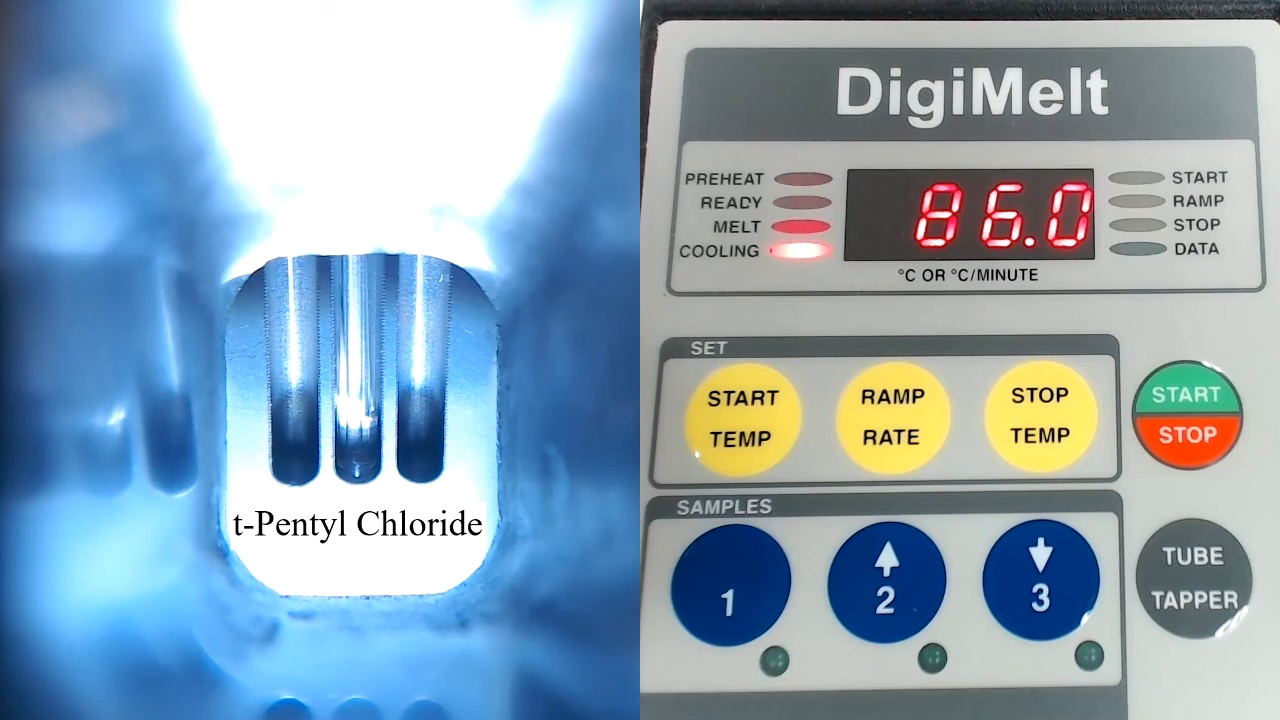 t-Pentyl Chloride
DigiMelt
PREHEAT
READY
MELT
COOLING
86.0
START
RAMP
STOP
DATA
°C OR °C/MINUTE
SET
START
TEMP
RAMP
RATE
STOP
TEMP
START
STOP
SAMPLES
1
2
3
TUBE
TAPPER